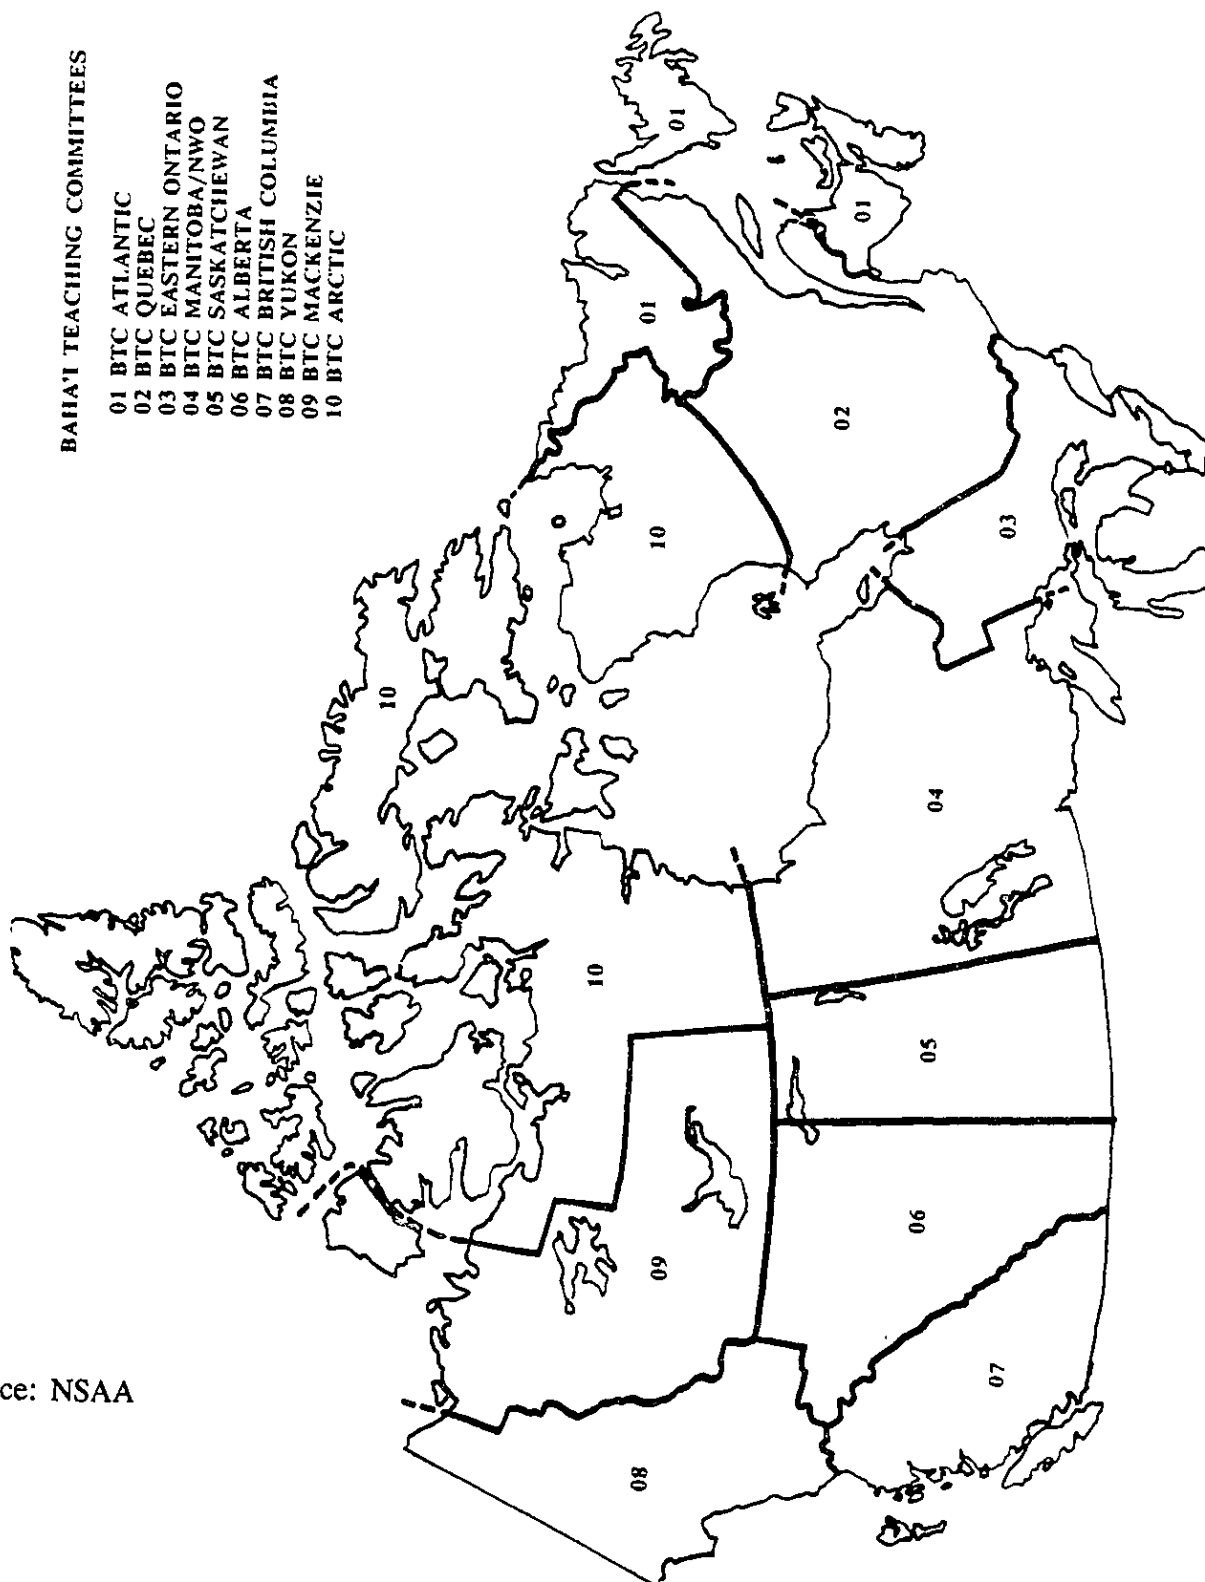 BAHA'I TEACHING COMMITTEES
01 BTC ATLANTIC
02 BTC QUEBEC
03 BTC EASTERN ONTARIO
04 BTC MANITOBA/NWO
05 BTC SASKATCHEWAN
06 BTC ALBERTA
07 BTC BRITISH COLUMBIA
08 BTC YUKON
09 BTC MACKENZIE
10 BTC ARCTIC
10
10
10
01
01
01
02
03
04
05
06
07
08
09
ce: NSAA